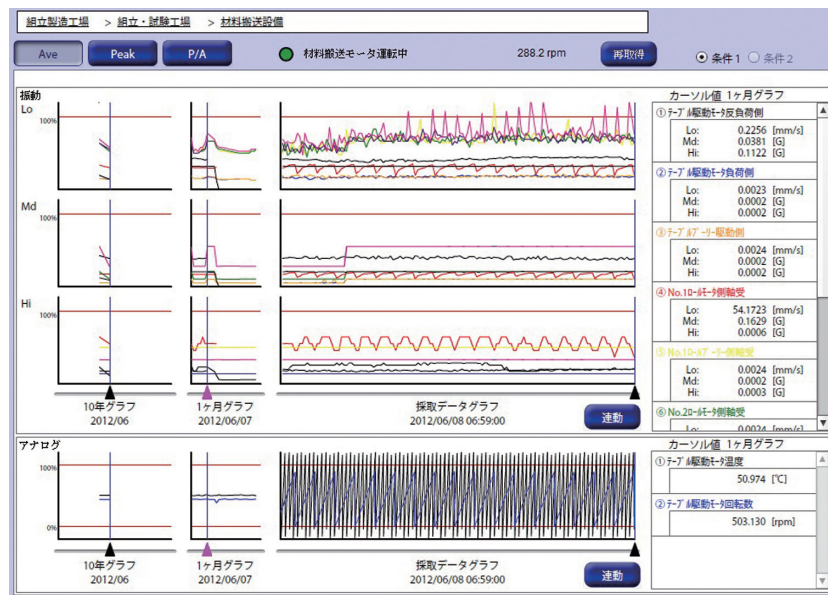 組立製造工場 > 組立・試験工場 > 材料搬送設備
Ave Peak P/A 材料搬送モータ運転中 288.2 rpm 再取得 条件1 条件2
振動
Lo
100%
Md
100%
Hi
100%
10年グラフ
2012/06
1ヶ月グラフ
2012/06/07
採取データグラフ
2012/06/08 06:59:00
連動
カーソル値 1ヶ月グラフ
①テーブル駆動モータ反負荷側
Lo: 0.2256 [mm/s]
Md: 0.0381 [G]
Hi: 0.1122 [G]
②テーブル駆動モータ負荷側
Lo: 0.0023 [mm/s]
Md: 0.0002 [G]
Hi: 0.0002 [G]
③テーブルプーリー駆動側
Lo: 0.0024 [mm/s]
Md: 0.0002 [G]
Hi: 0.0002 [G]
④No.1ロールモータ側軸受
Lo: 54.1723 [mm/s]
Md: 0.1629 [G]
Hi: 0.0006 [G]
⑤No.1ロールプーリー側軸受
Lo: 0.0024 [mm/s]
Md: 0.0002 [G]
Hi: 0.0003 [G]
⑥No.2ロールモータ側軸受
Lo: 0.0024 [mm/s]
アナログ
100%
0%
10年グラフ
2012/06
1ヶ月グラフ
2012/06/07
採取データグラフ
2012/06/08 06:59:00
連動
カーソル値 1ヶ月グラフ
①テーブル駆動モータ温度
50.974 [℃]
②テーブル駆動モータ回転数
503.130 [rpm]